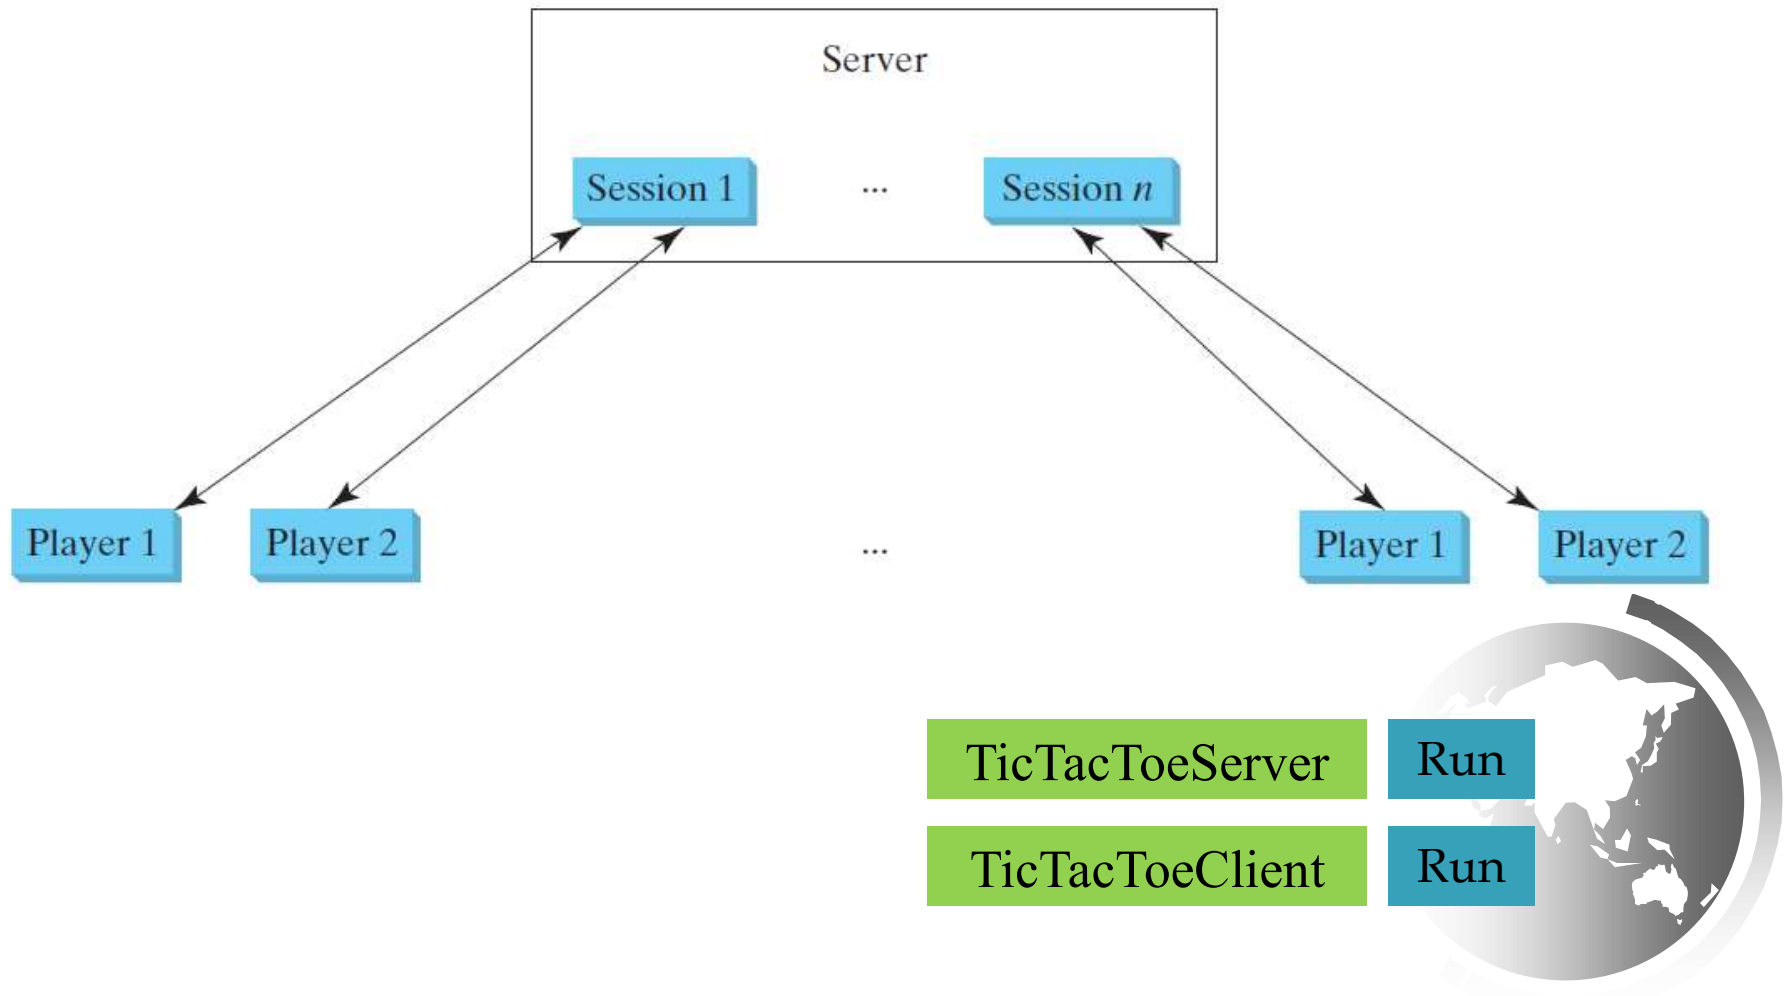 Server
Session 1
...
Session n
Player 1
Player 2
...
Player 1
Player 2
TicTacToeServer
Run
TicTacToeClient
Run